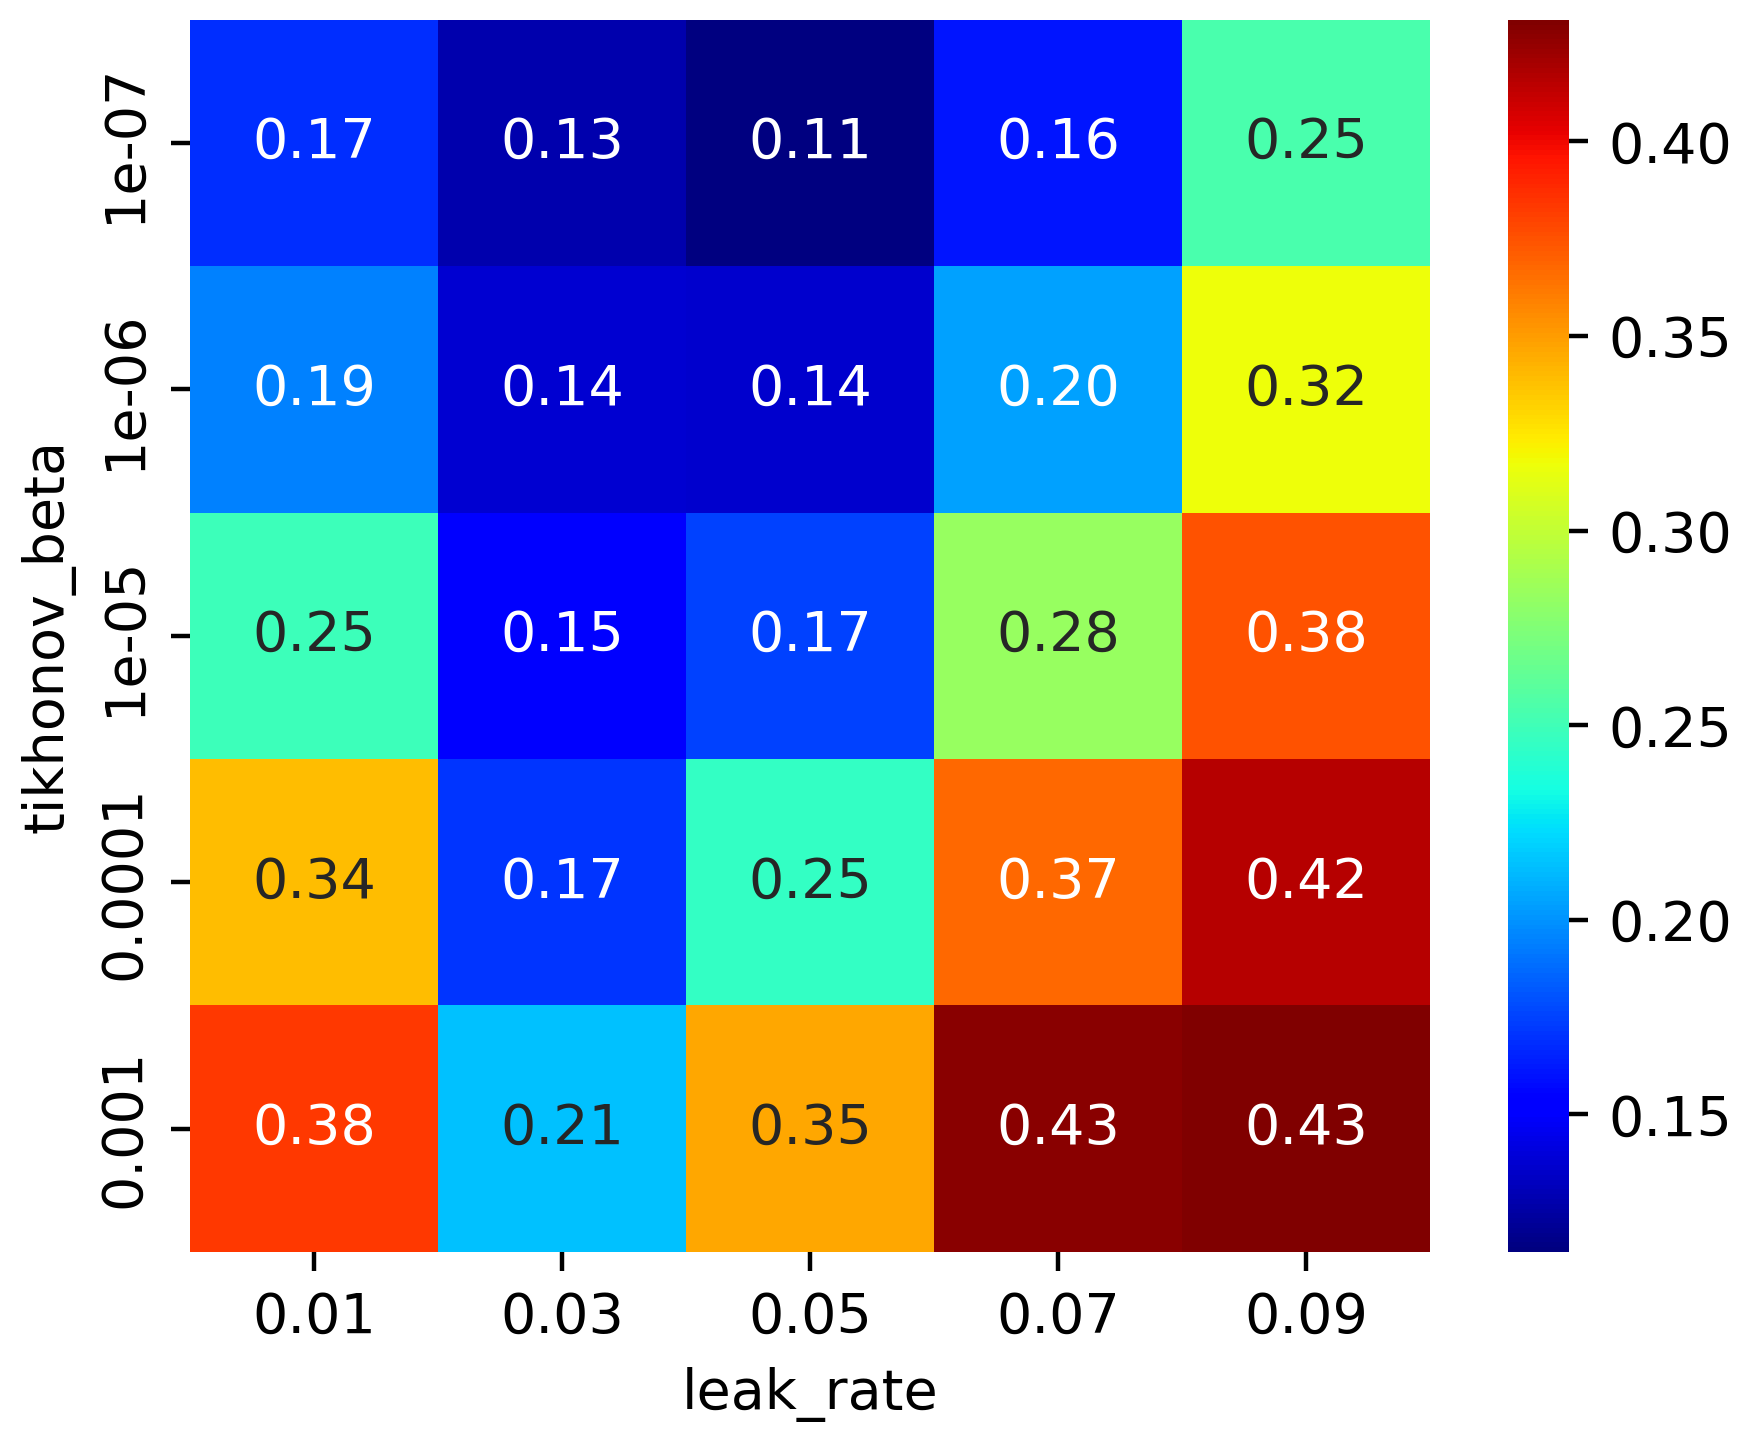 tikhonov_beta
1e-07 0.17 0.13 0.11 0.16 0.25
1e-06 0.19 0.14 0.14 0.20 0.32
1e-05 0.25 0.15 0.17 0.28 0.38
0.0001 0.34 0.17 0.25 0.37 0.42
0.001 0.38 0.21 0.35 0.43 0.43
0.01 0.03 0.05 0.07 0.09
leak_rate
0.40
0.35
0.30
0.25
0.20
0.15